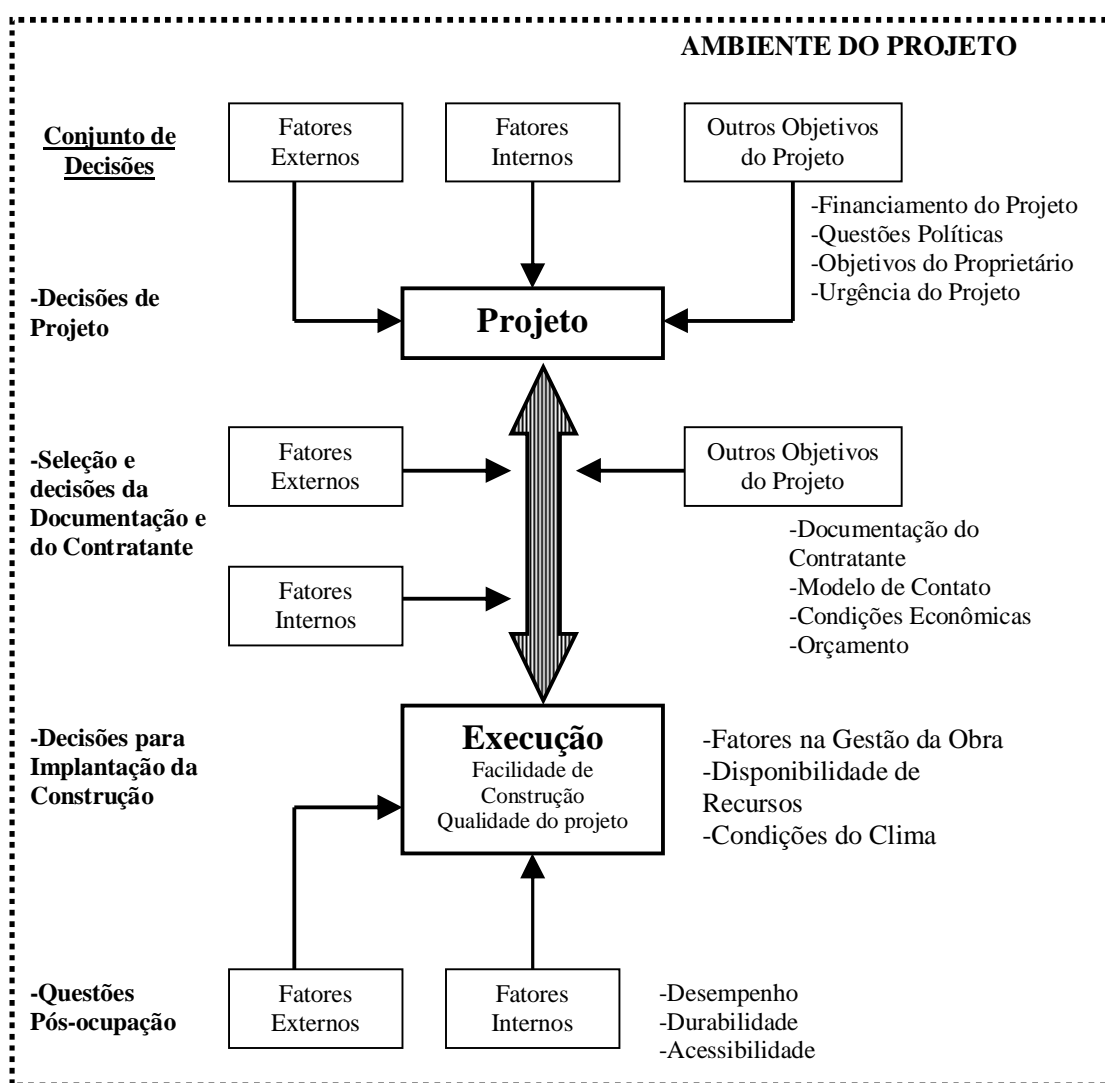 AMBIENTE DO PROJETO
Conjunto de
Decisões
Fatores
Externos
Fatores
Internos
Outros Objetivos
do Projeto
-Financiamento do Projeto
-Questões Políticas
-Objetivos do Proprietário
-Urgência do Projeto
-Decisões de
Projeto
Projeto
-Seleção e
decisões da
Documentação e
do Contratante
Fatores
Externos
Outros Objetivos
do Projeto
Fatores
Internos
-Documentação do
Contratante
-Modelo de Contato
-Condições Econômicas
-Orçamento
-Decisões para
Implantação da
Construção
Execução
Facilidade de
Construção
Qualidade do projeto
-Fatores na Gestão da Obra
-Disponibilidade de
Recursos
-Condições do Clima
-Questões
Pós-ocupação
Fatores
Externos
Fatores
Internos
-Desempenho
-Durabilidade
-Acessibilidade